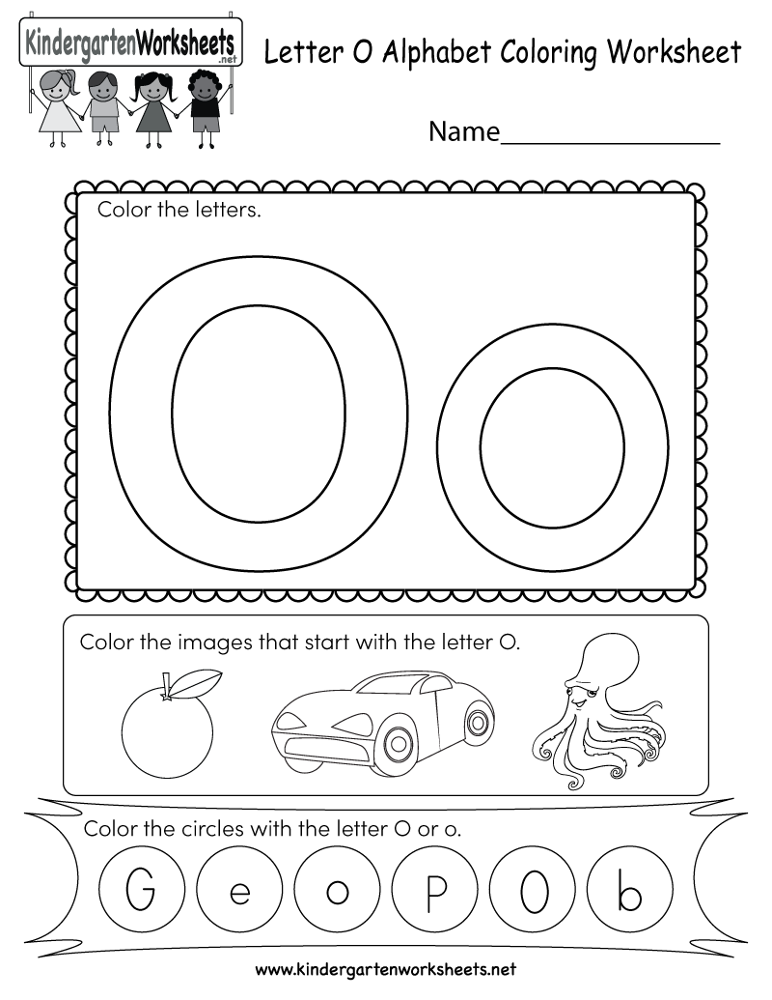 KindergartenWorksheets
.net
Letter O Alphabet Coloring Worksheet
Name_______________
Color the letters.
O o
Color the images that start with the letter O.
Color the circles with the letter O or o.
G e o P O b
www.kindergartenworksheets.net